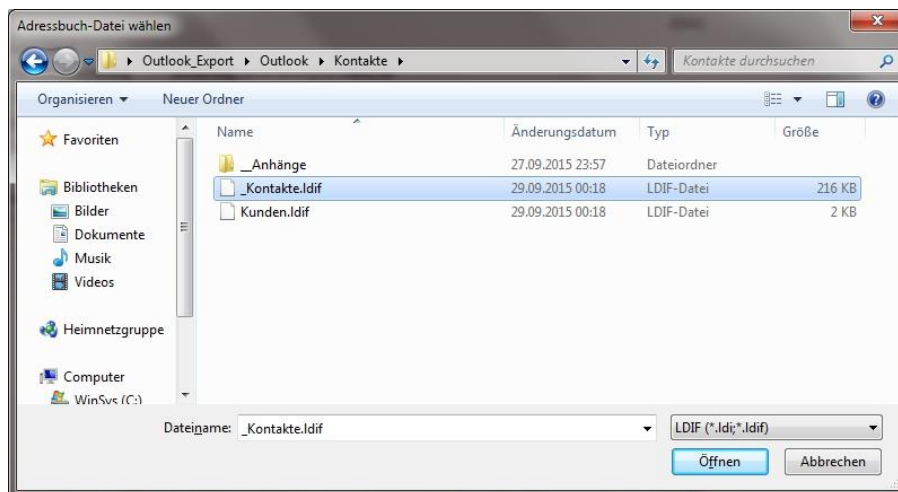 Adressbuch-Datei wählen
Outlook_Export Outlook Kontakte Kontakte durchsuchen
Organisieren Neuer Ordner
Name Änderungsdatum Typ Größe
__Anhänge 27.09.2015 23:57 Dateiordner
_Kontakte.ldif 29.09.2015 00:18 LDIF-Datei 216 KB
Kunden.ldif 29.09.2015 00:18 LDIF-Datei 2 KB
Favoriten
Bibliotheken
Bilder
Dokumente
Musik
Videos
Heimnetzgruppe
Computer
WinSys (C:)
Dateiname: _Kontakte.ldif LDIF (*.ldi;*.ldif)
Öffnen Abbrechen